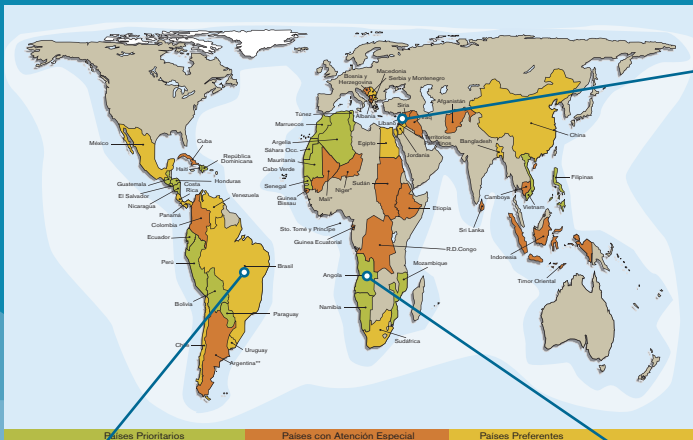 Macedonia
Bosnia y
Herzegovina
Serbia y Montenegro
Albania
Siria
Líbano
Afganistán
Territorios
Jordania
Bangladesh
China
Túnez
Marruecos
Argelia
Sáhara Occ.
Mauritania
Cabo Verde
Senegal
Guinea
Bissau
Malí*
Níger*
Egipto
Sudán
Etiopía
Sto. Tomé y Príncipe
Guinea Ecuatorial
R.D.Congo
Angola
Mozambique
Namibia
Sudáfrica
Sri Lanka
Camboya
Vietnam
Filipinas
Indonesia
Timor Oriental
México
Cuba
Haití
República
Dominicana
Guatemala
El Salvador
Honduras
Costa
Rica
Nicaragua
Panamá
Venezuela
Colombia
Ecuador
Perú
Brasil
Bolivia
Paraguay
Uruguay
Argentina**
Países Prioritarios
Países con Atención Especial
Países Preferentes